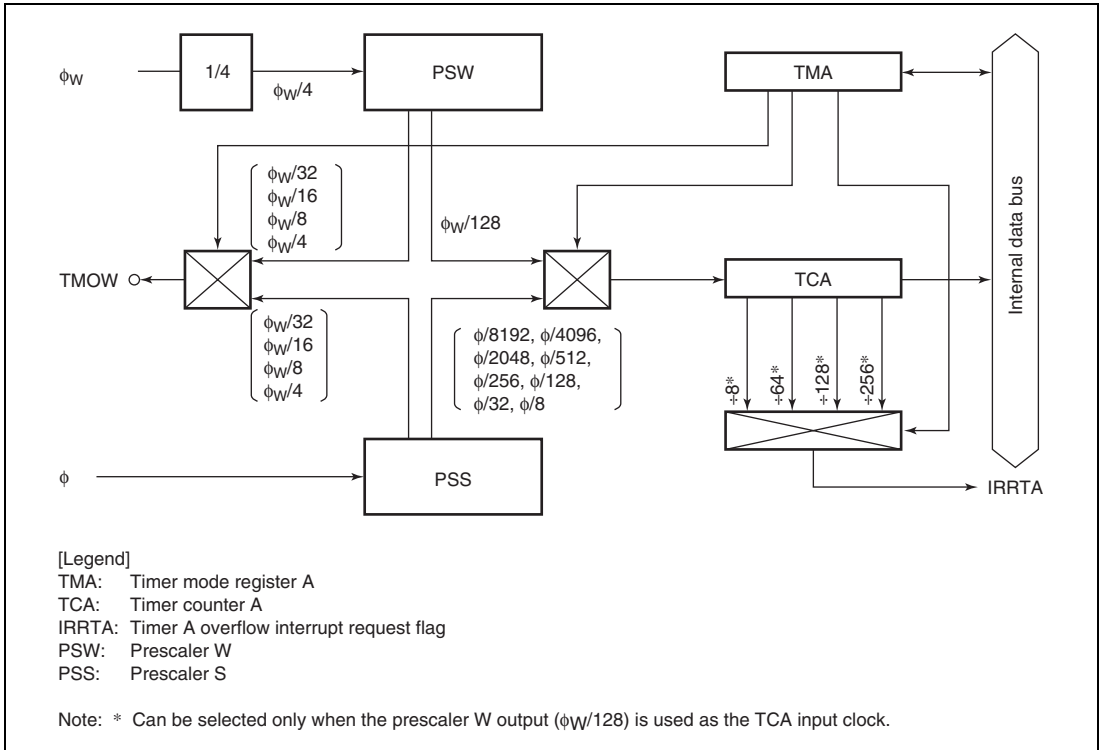 ϕW
1/4
ϕW/4
PSW
TMA
Internal data bus
ϕW/32
ϕW/16
ϕW/8
ϕW/4
ϕW/128
TMOW
TCA
ϕW/32
ϕW/16
ϕW/8
ϕW/4
ϕ/8192, ϕ/4096,
ϕ/2048, ϕ/512,
ϕ/256, ϕ/128,
ϕ/32, ϕ/8
÷8*
÷64*
÷128*
÷256*
ϕ
PSS
IRRTA
[Legend]
TMA: Timer mode register A
TCA: Timer counter A
IRRTA: Timer A overflow interrupt request flag
PSW: Prescaler W
PSS: Prescaler S
Note: * Can be selected only when the prescaler W output (ϕW/128) is used as the TCA input clock.